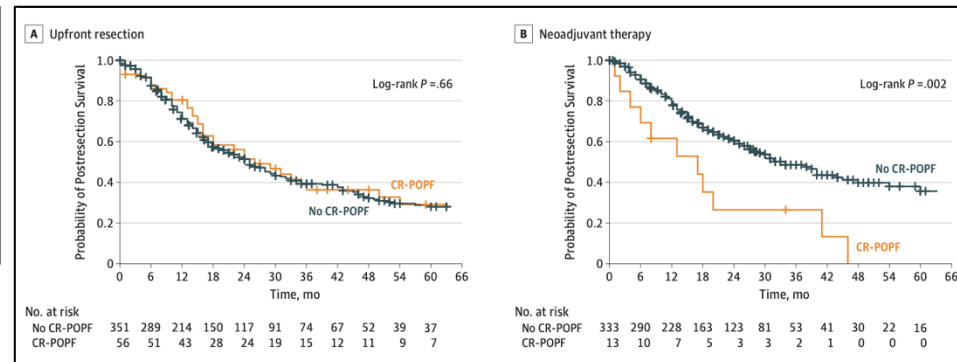 A Upfront resection
Probability of Postresection Survival
1.0
0.8
0.6
0.4
0.2
0
Log-rank P = .66
CR-POPF
No CR-POPF
0 6 12 18 24 30 36 42 48 54 60 66
Time, mo
No. at risk
No CR-POPF 351 289 214 150 117 91 74 67 52 39 37
CR-POPF 56 51 43 28 24 19 15 12 11 9 7
B Neoadjuvant therapy
Probability of Postresection Survival
1.0
0.8
0.6
0.4
0.2
0
Log-rank P = .002
No CR-POPF
CR-POPF
0 6 12 18 24 30 36 42 48 54 60 66
Time, mo
No. at risk
No CR-POPF 333 290 228 163 123 81 53 41 30 22 16
CR-POPF 13 10 7 5 3 3 2 1 0 0 0